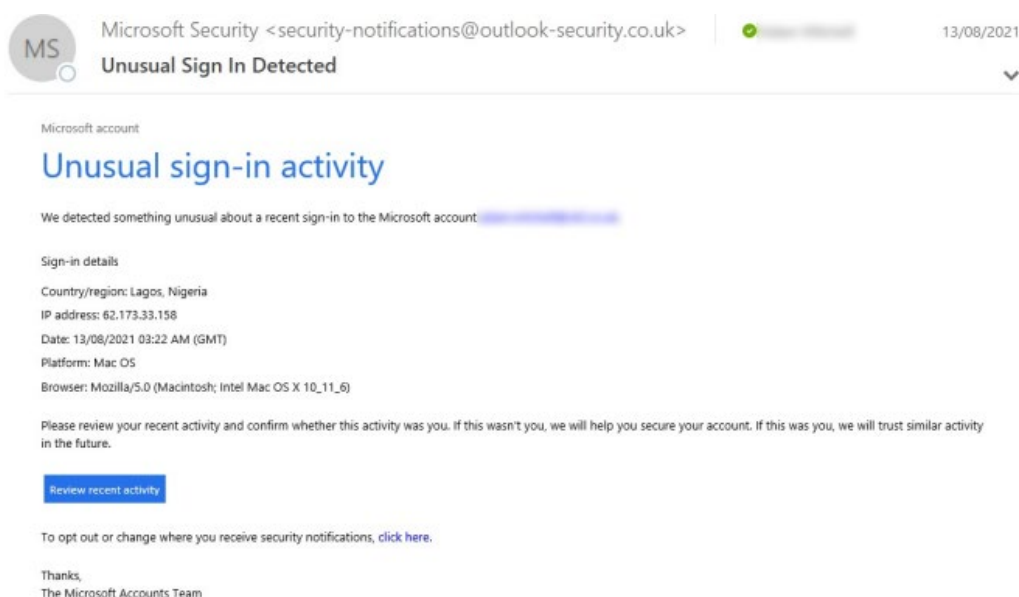 MS
Microsoft Security <security-notifications@outlook-security.co.uk>
13/08/2021
Unusual Sign In Detected
Microsoft account
Unusual sign-in activity
We detected something unusual about a recent sign-in to the Microsoft account
Sign-in details
Country/region: Lagos, Nigeria
IP address: 62.173.33.158
Date: 13/08/2021 03:22 AM (GMT)
Platform: Mac OS
Browser: Mozilla/5.0 (Macintosh; Intel Mac OS X 10_11_6)
Please review your recent activity and confirm whether this activity was you. If this wasn't you, we will help you secure your account. If this was you, we will trust similar activity
in the future.
Review recent activity
To opt out or change where you receive security notifications, click here.
Thanks,
The Microsoft Accounts Team